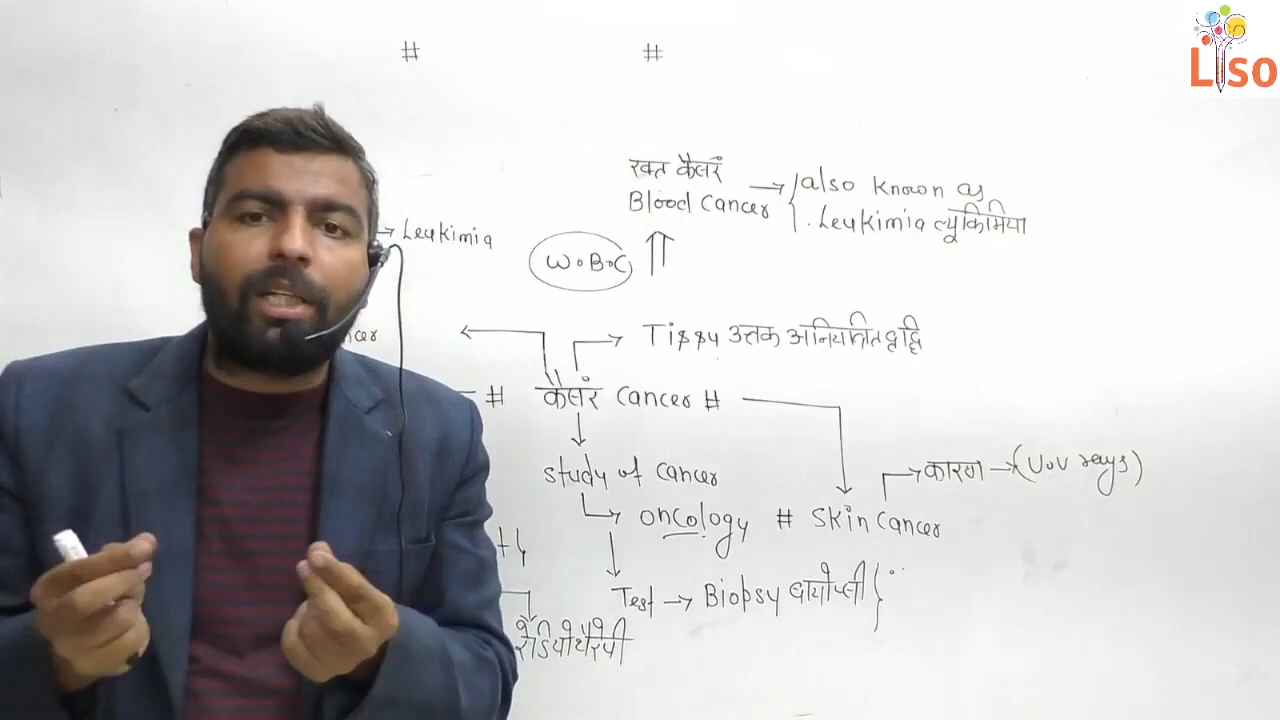 Liso
# #
रक्त कैसरं
Blood Cancer → also known as
Leukimia ल्यूकिमिया
→ Leukimia
W.B.C
Tissu उत्तक अनियंत्रित वृद्धि
ncer
# कैसरं Cancer #
study of cancer
→ कारण → (U.V rays)
→ oncology # Skin Cancer
Test → Biopsy बायोप्सी
रेडियोथैरेपी